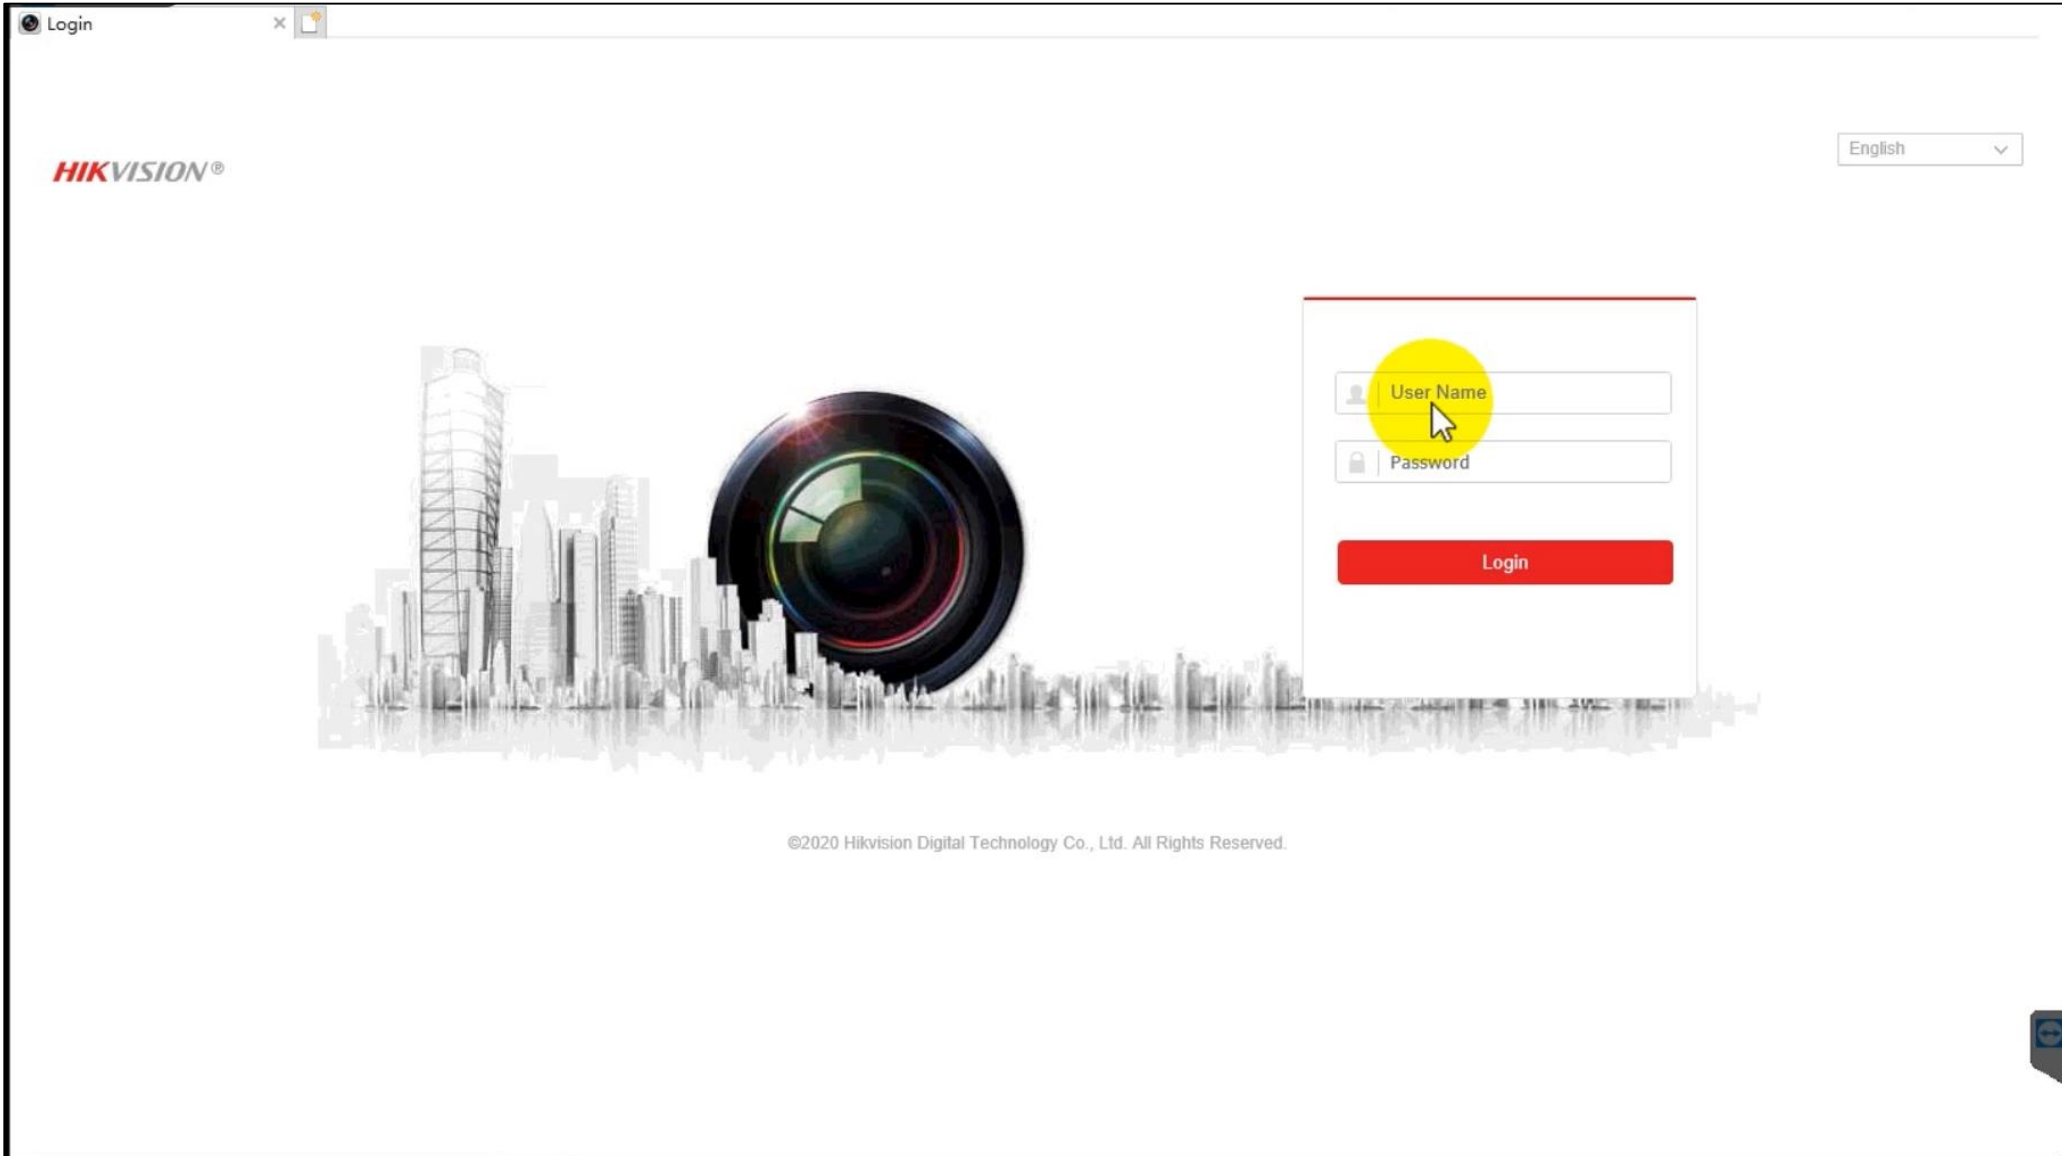 Login
English
HIKVISION®
User Name
Password
Login
©2020 Hikvision Digital Technology Co., Ltd. All Rights Reserved.